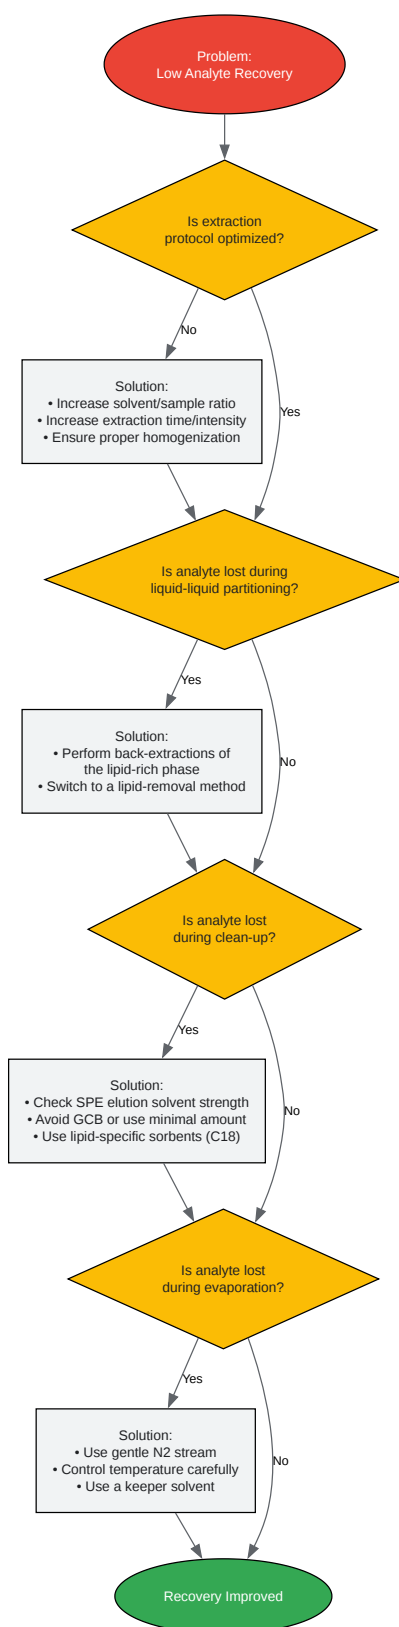 Problem:
Low Analyte Recovery
Is extraction
protocol optimized?
No
Yes
Solution:
• Increase solvent/sample ratio
• Increase extraction time/intensity
• Ensure proper homogenization
Is analyte lost during
liquid-liquid partitioning?
Yes
No
Solution:
• Perform back-extractions of
the lipid-rich phase
• Switch to a lipid-removal method
Is analyte lost
during clean-up?
Yes
No
Solution:
• Check SPE elution solvent strength
• Avoid GCB or use minimal amount
• Use lipid-specific sorbents (C18)
Is analyte lost
during evaporation?
Yes
No
Solution:
• Use gentle N2 stream
• Control temperature carefully
• Use a keeper solvent
Recovery Improved